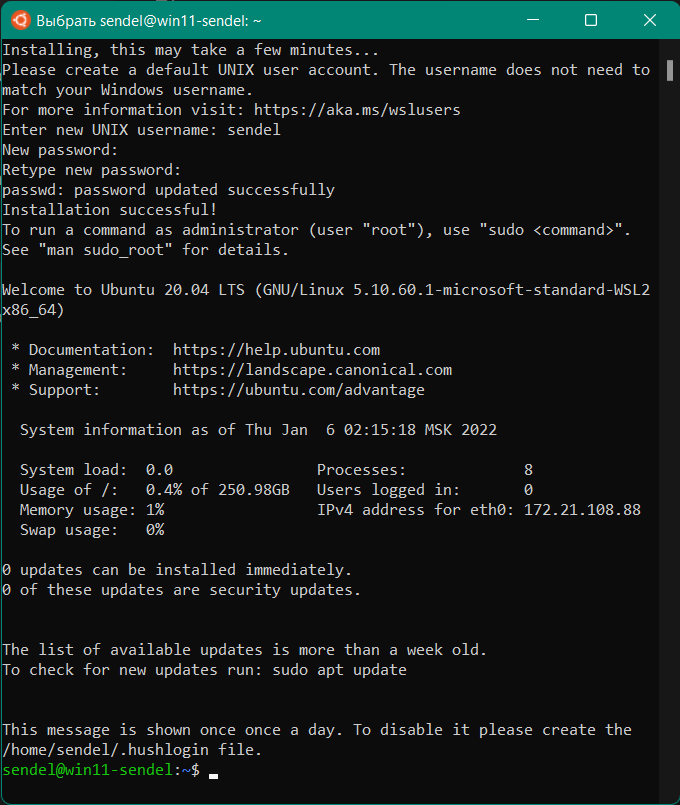 Выбрать sendel@win11-sendel: ~
Installing, this may take a few minutes...
Please create a default UNIX user account. The username does not need to
match your Windows username.
For more information visit: https://aka.ms/wslusers
Enter new UNIX username: sendel
New password:
Retype new password:
passwd: password updated successfully
Installation successful!
To run a command as administrator (user "root"), use "sudo <command>".
See "man sudo_root" for details.

Welcome to Ubuntu 20.04 LTS (GNU/Linux 5.10.60.1-microsoft-standard-WSL2
x86_64)

 * Documentation:  https://help.ubuntu.com
 * Management:     https://landscape.canonical.com
 * Support:        https://ubuntu.com/advantage

  System information as of Thu Jan  6 02:15:18 MSK 2022

  System load:  0.0                Processes:             8
  Usage of /:   0.4% of 250.98GB   Users logged in:       0
  Memory usage: 1%                 IPv4 address for eth0: 172.21.108.88
  Swap usage:   0%

0 updates can be installed immediately.
0 of these updates are security updates.

The list of available updates is more than a week old.
To check for new updates run: sudo apt update

This message is shown once once a day. To disable it please create the
/home/sendel/.hushlogin file.
sendel@win11-sendel:~$